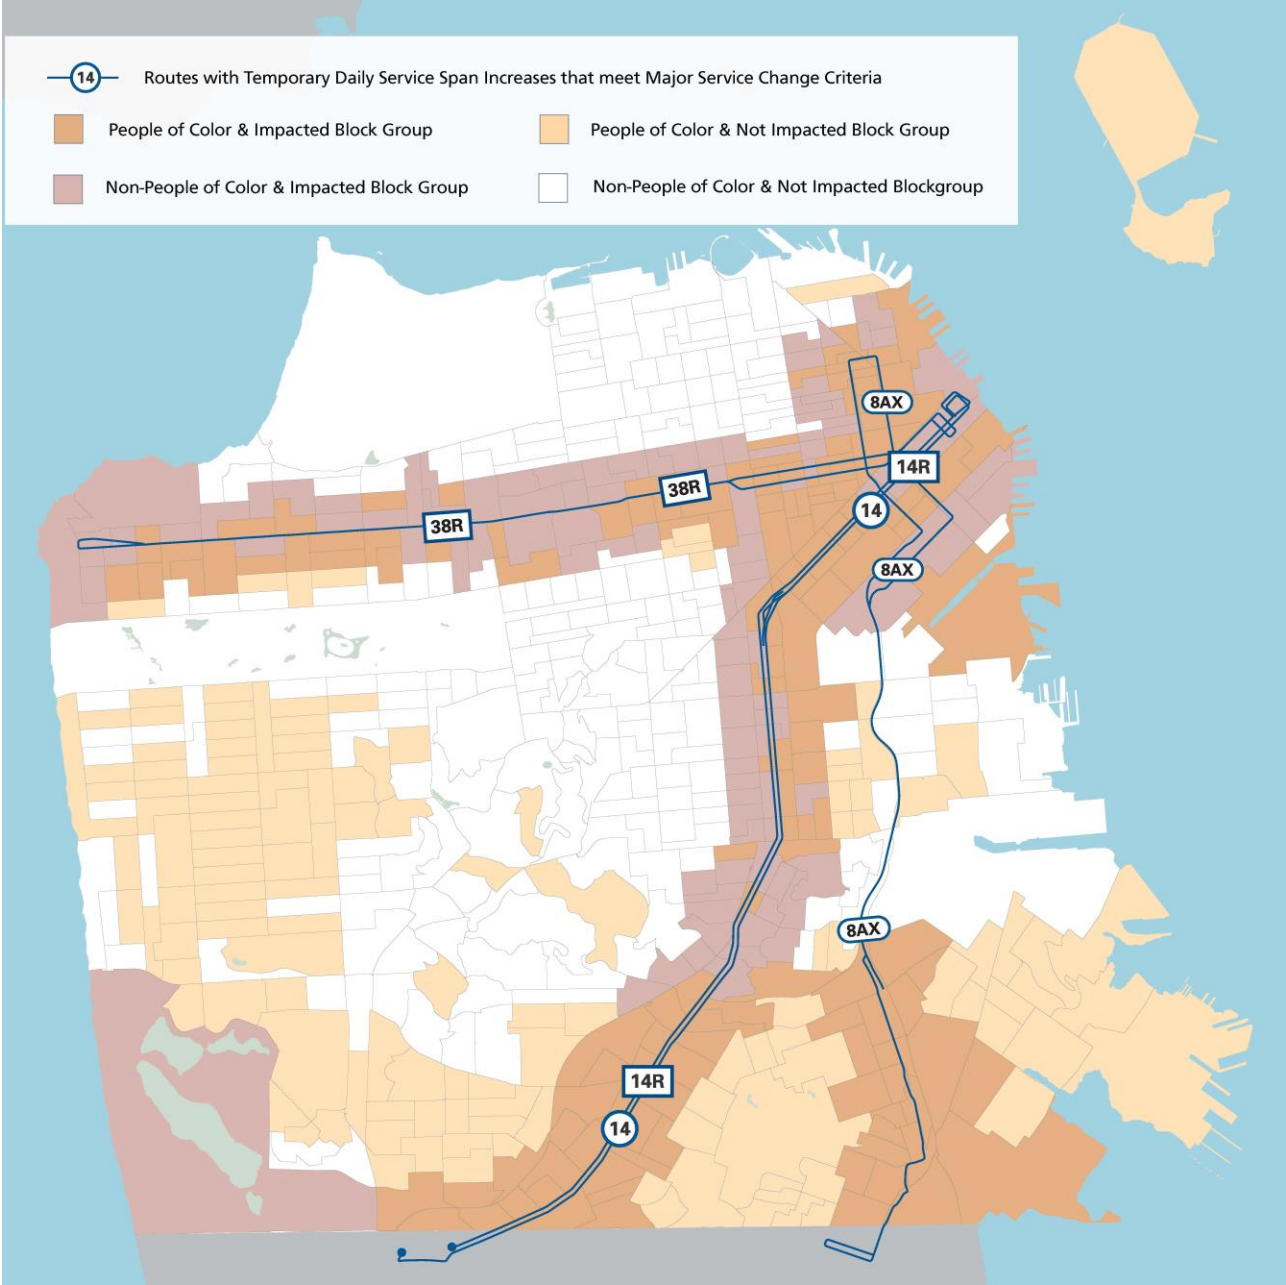 14 Routes with Temporary Daily Service Span Increases that meet Major Service Change Criteria
People of Color & Impacted Block Group
People of Color & Not Impacted Block Group
Non-People of Color & Impacted Block Group
Non-People of Color & Not Impacted Blockgroup
8AX
14R
38R
14
38R
8AX
8AX
14R
14